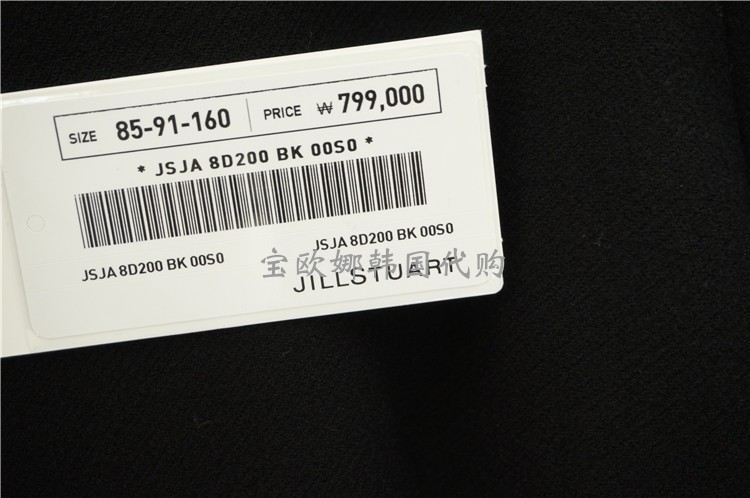 SIZE 85-91-160 PRICE ₩ 799,000
* JSJA 8D200 BK 00S0 *
JSJA 8D200 BK 00S0 JSJA 8D200 BK 00S0
宝欧娜韩国代购
JILLSTUART